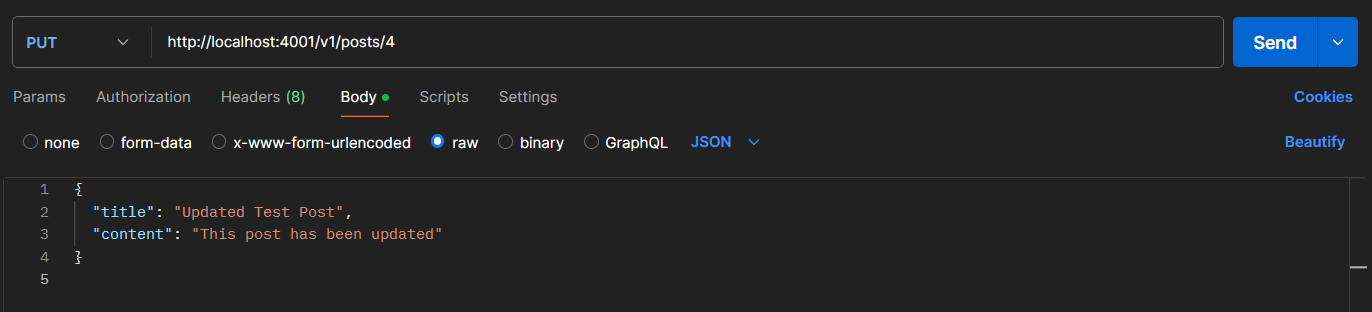 PUT http://localhost:4001/v1/posts/4 Send
Params Authorization Headers (8) Body Scripts Settings Cookies
none form-data x-www-form-urlencoded raw binary GraphQL JSON Beautify
1 {
2 "title": "Updated Test Post",
3 "content": "This post has been updated"
4 }
5